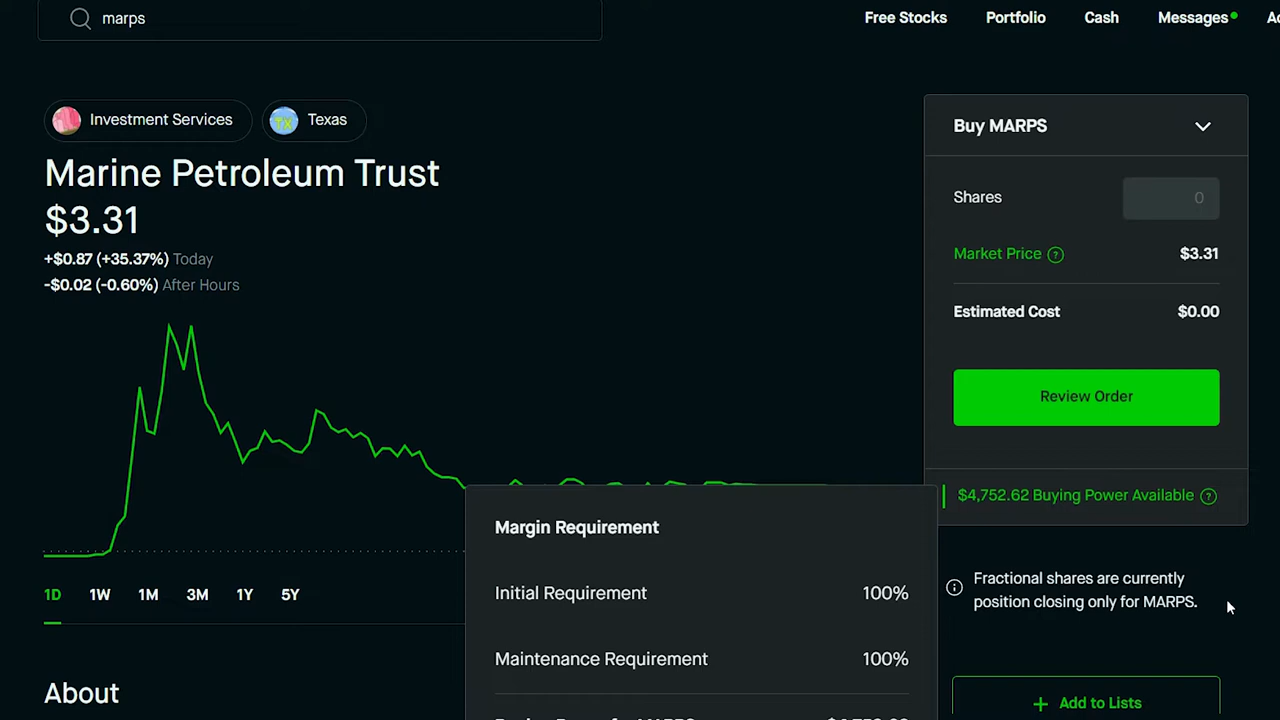 marps
Free Stocks
Portfolio
Cash
Messages
Investment Services
TX
Texas
Marine Petroleum Trust
$3.31
+$0.87 (+35.37%) Today
-$0.02 (-0.60%) After Hours
1D
1W
1M
3M
1Y
5Y
About
Buy MARPS
Shares
0
Market Price ?
$3.31
Estimated Cost
$0.00
Review Order
$4,752.62 Buying Power Available ?
Margin Requirement
Initial Requirement
100%
Maintenance Requirement
100%
Fractional shares are currently
position closing only for MARPS.
+ Add to Lists